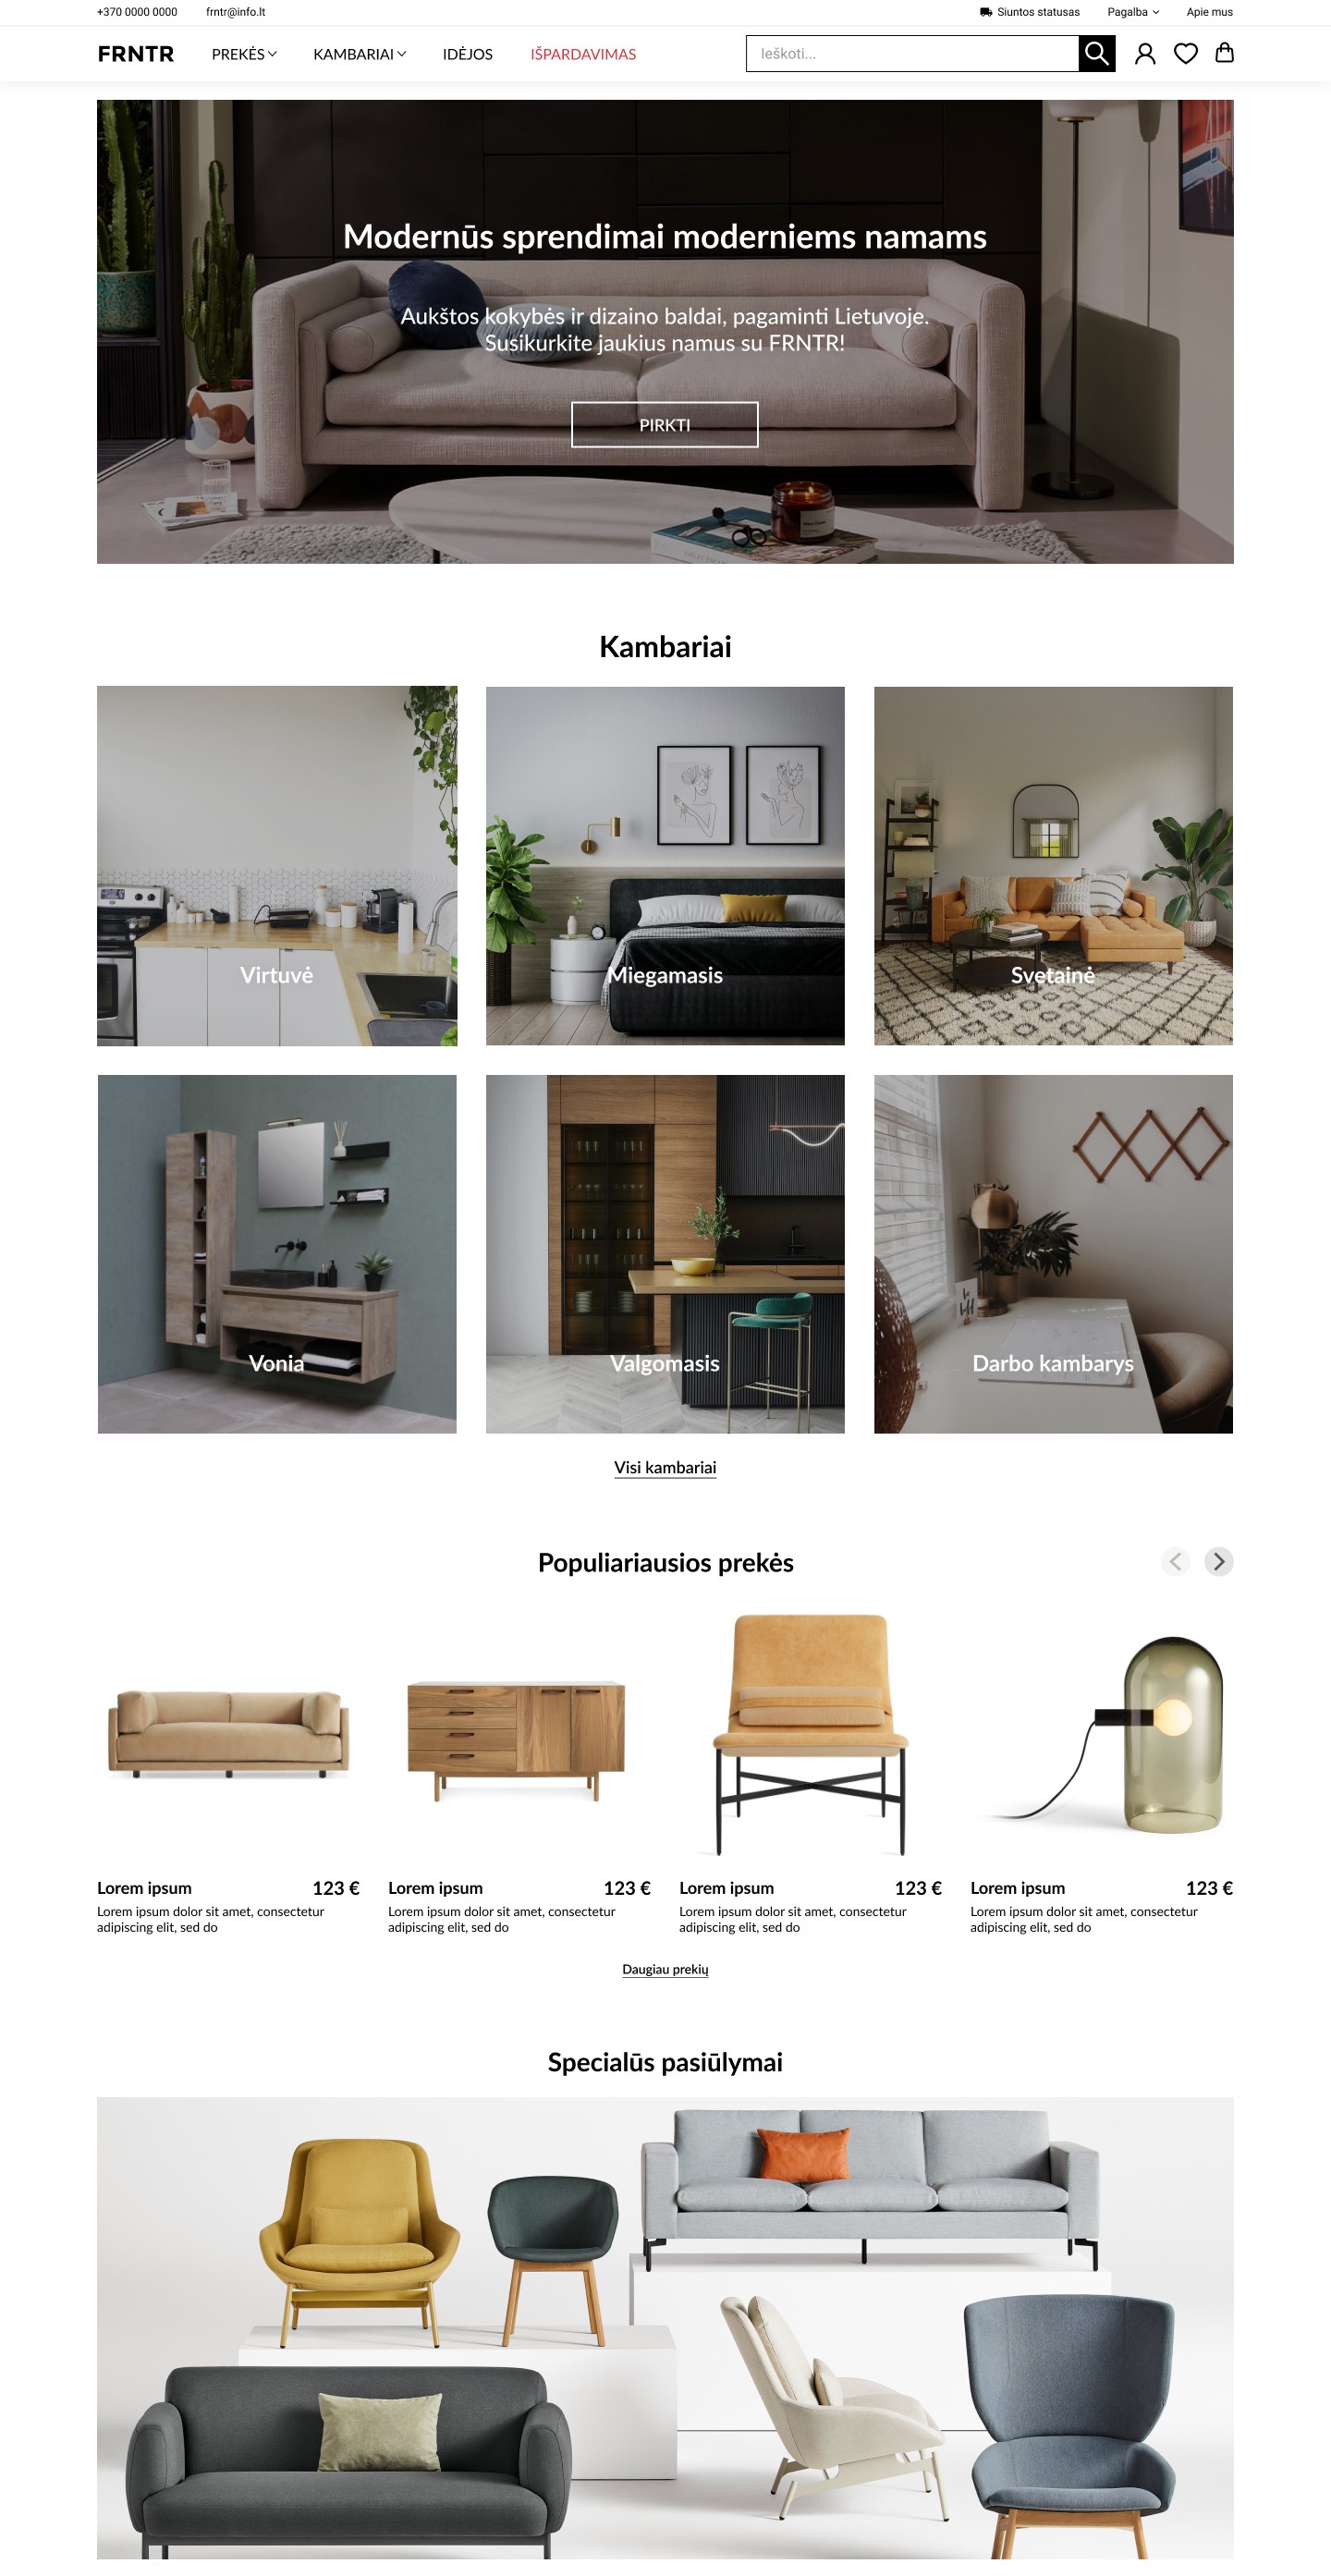 +370 0000 0000
frntr@info.lt
Siuntos statusas
Pagalba
Apie mus
FRNTR
PREKĖS
KAMBARIAI
IDĖJOS
IŠPARDAVIMAS
Ieškoti...
Modernūs sprendimai moderniems namams
Aukštos kokybės ir dizaino baldai, pagaminti Lietuvoje.
Susikurkite jaukius namus su FRNTR!
PIRKTI
Kambariai
Virtuvė
Miegamasis
Svetainė
Vonia
Valgomasis
Darbo kambarys
Visi kambariai
Populiariausios prekės
Lorem ipsum
123 €
Lorem ipsum dolor sit amet, consectetur
adipiscing elit, sed do
Lorem ipsum
123 €
Lorem ipsum dolor sit amet, consectetur
adipiscing elit, sed do
Lorem ipsum
123 €
Lorem ipsum dolor sit amet, consectetur
adipiscing elit, sed do
Lorem ipsum
123 €
Lorem ipsum dolor sit amet, consectetur
adipiscing elit, sed do
Daugiau prekių
Specialūs pasiūlymai